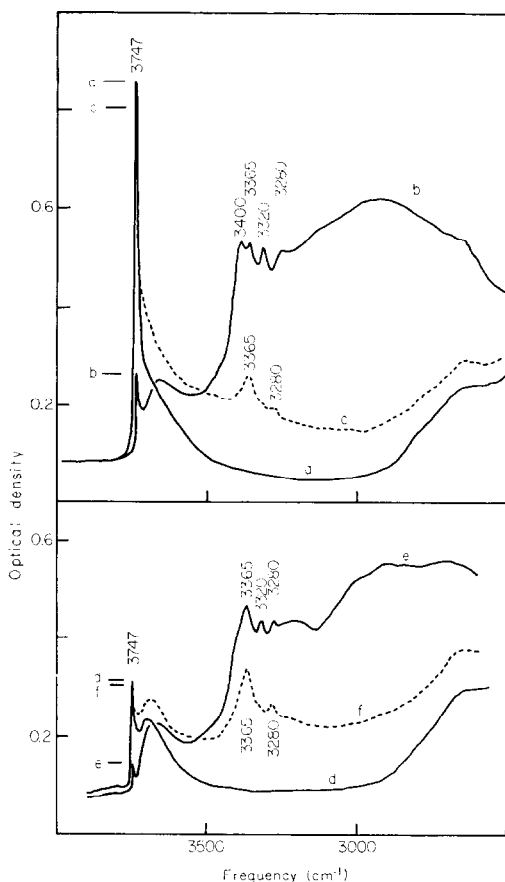 3747
a
c
b
0.6
0.2
3400
3365
3320
3280
b
3365
3280
c
a
Optical density
0.6
0.2
3747
d
f
e
3365
3320
3280
e
3365
3280
f
d
3500
3000
Frequency (cm⁻¹)